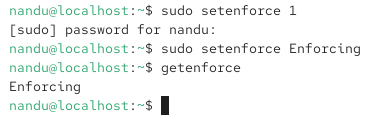 nandu@localhost:~$ sudo setenforce 1
[sudo] password for nandu:
nandu@localhost:~$ sudo setenforce Enforcing
nandu@localhost:~$ getenforce
Enforcing
nandu@localhost:~$